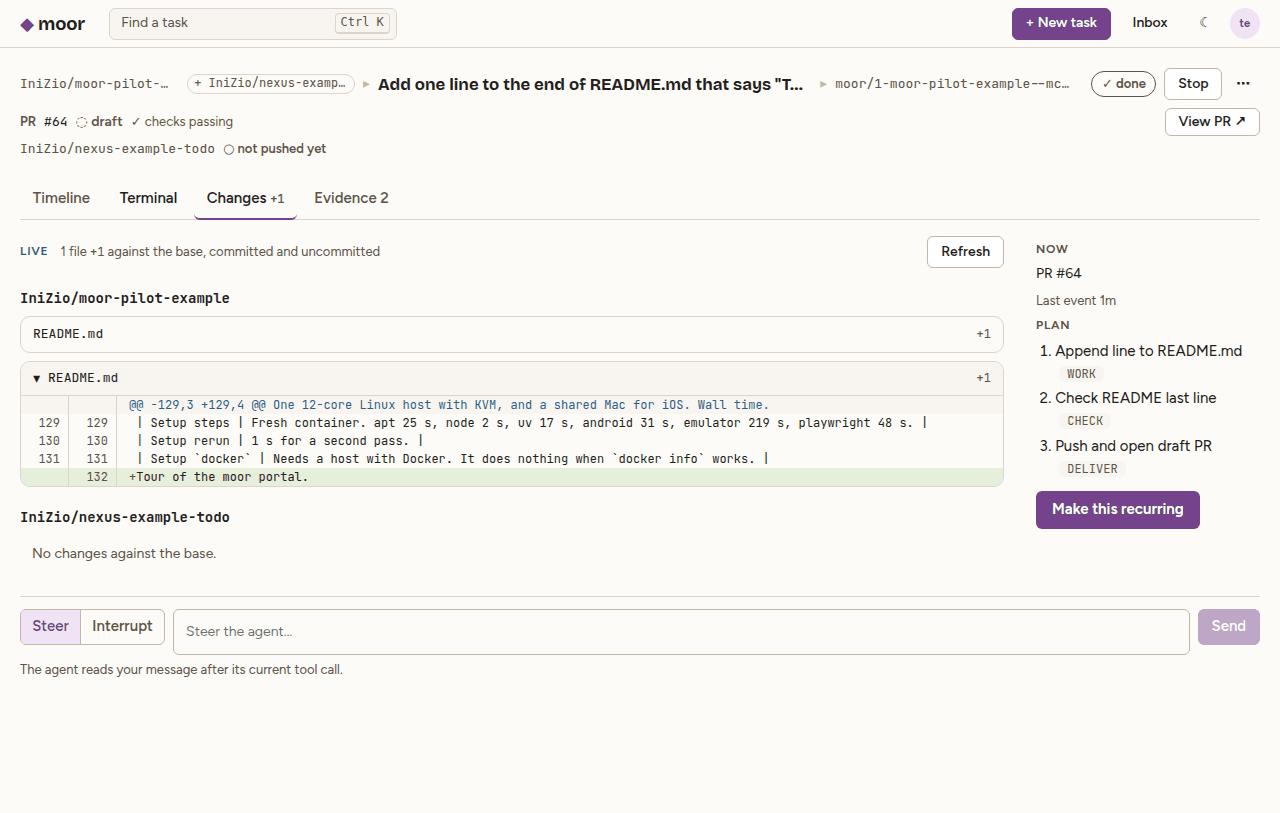 moor
Find a task
Ctrl K
+ New task
Inbox
te
IniZio/moor-pilot-…
+ IniZio/nexus-examp…
Add one line to the end of README.md that says "T…
moor/1-moor-pilot-example--mc…
✓ done
Stop
⋯
PR #64 draft ✓ checks passing
View PR ↗
IniZio/nexus-example-todo not pushed yet
Timeline
Terminal
Changes +1
Evidence 2
LIVE 1 file +1 against the base, committed and uncommitted
Refresh
IniZio/moor-pilot-example
README.md +1
▼ README.md +1
@@ -129,3 +129,4 @@ One 12-core Linux host with KVM, and a shared Mac for iOS. Wall time.
129 129 | Setup steps | Fresh container. apt 25 s, node 2 s, uv 17 s, android 31 s, emulator 219 s, playwright 48 s. |
130 130 | Setup rerun | 1 s for a second pass. |
131 131 | Setup `docker` | Needs a host with Docker. It does nothing when `docker info` works. |
132 +Tour of the moor portal.
IniZio/nexus-example-todo
No changes against the base.
NOW
PR #64
Last event 1m
PLAN
1. Append line to README.md
WORK
2. Check README last line
CHECK
3. Push and open draft PR
DELIVER
Make this recurring
Steer
Interrupt
Steer the agent…
Send
The agent reads your message after its current tool call.